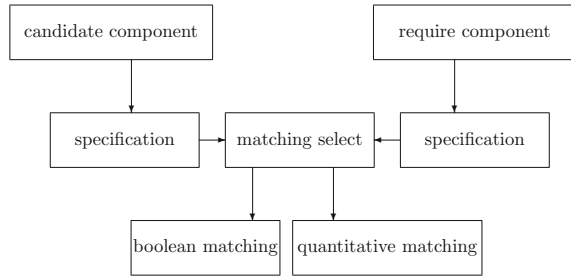 candidate component
require component
specification
matching select
specification
boolean matching
quantitative matching